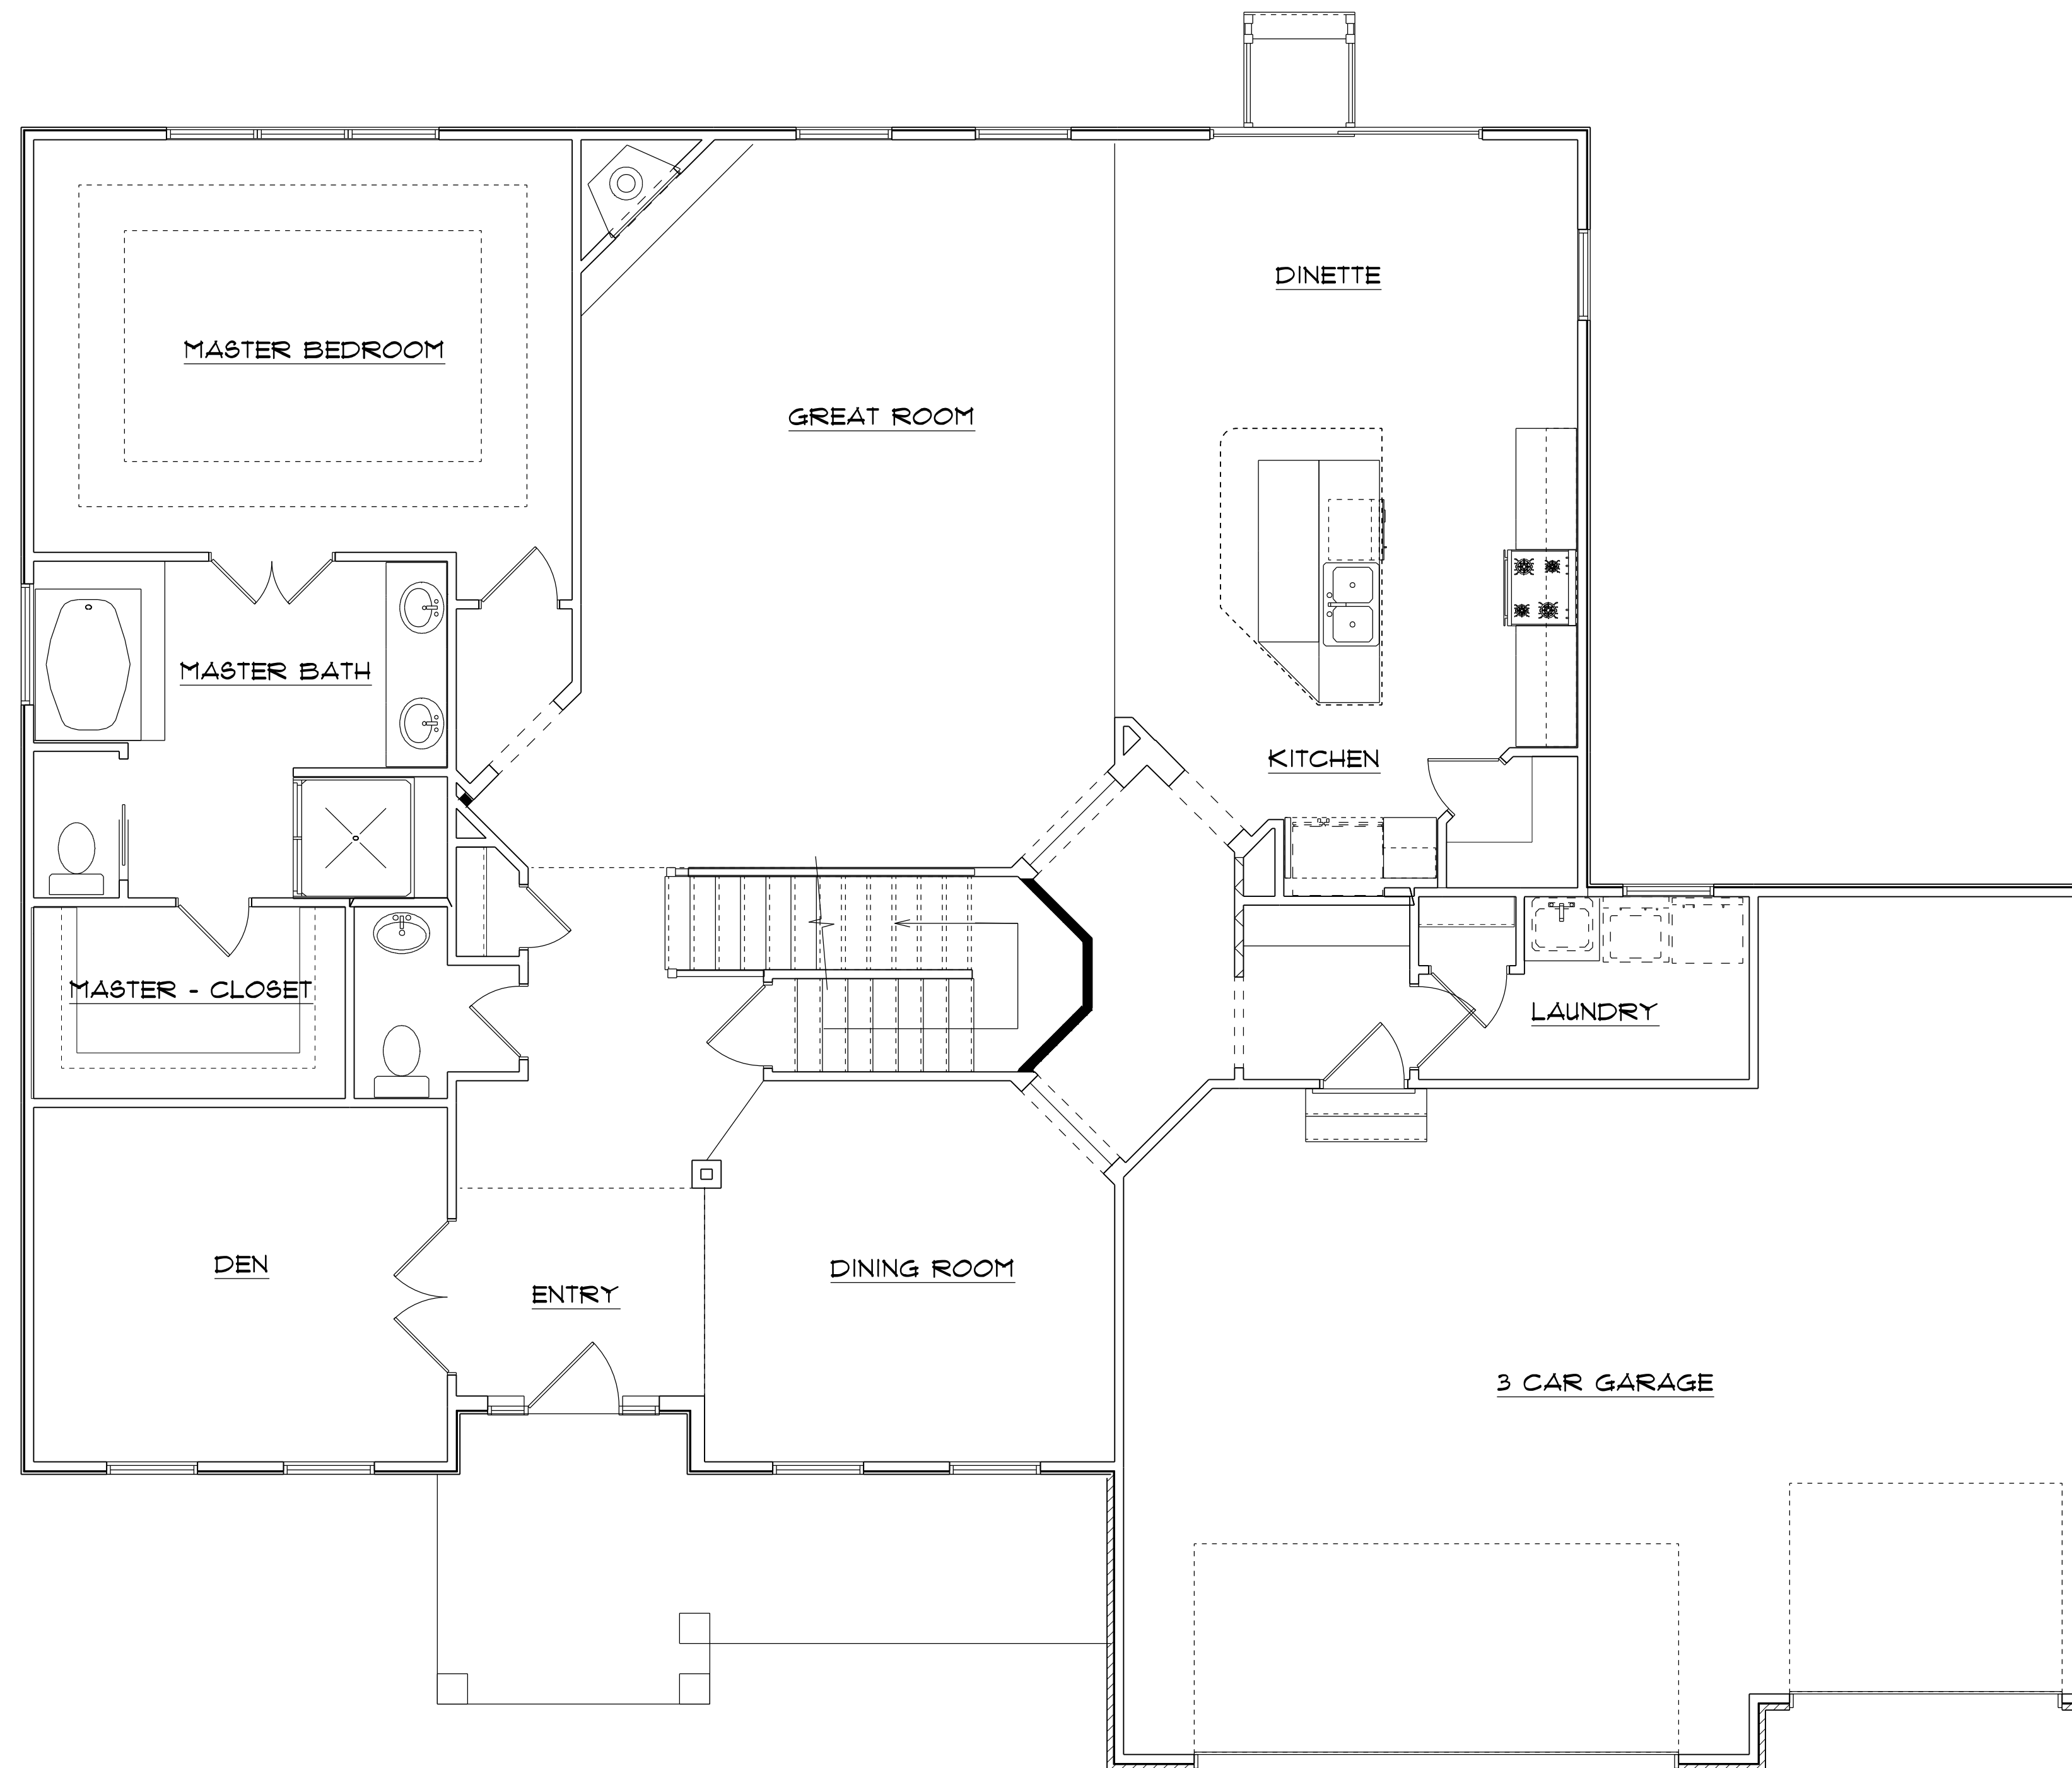 DINETTE
MASTER BEDROOM
GREAT ROOM
MASTER BATH
KITCHEN
MASTER - CLOSET
LAUNDRY
DEN
DINING ROOM
ENTRY
3 CAR GARAGE